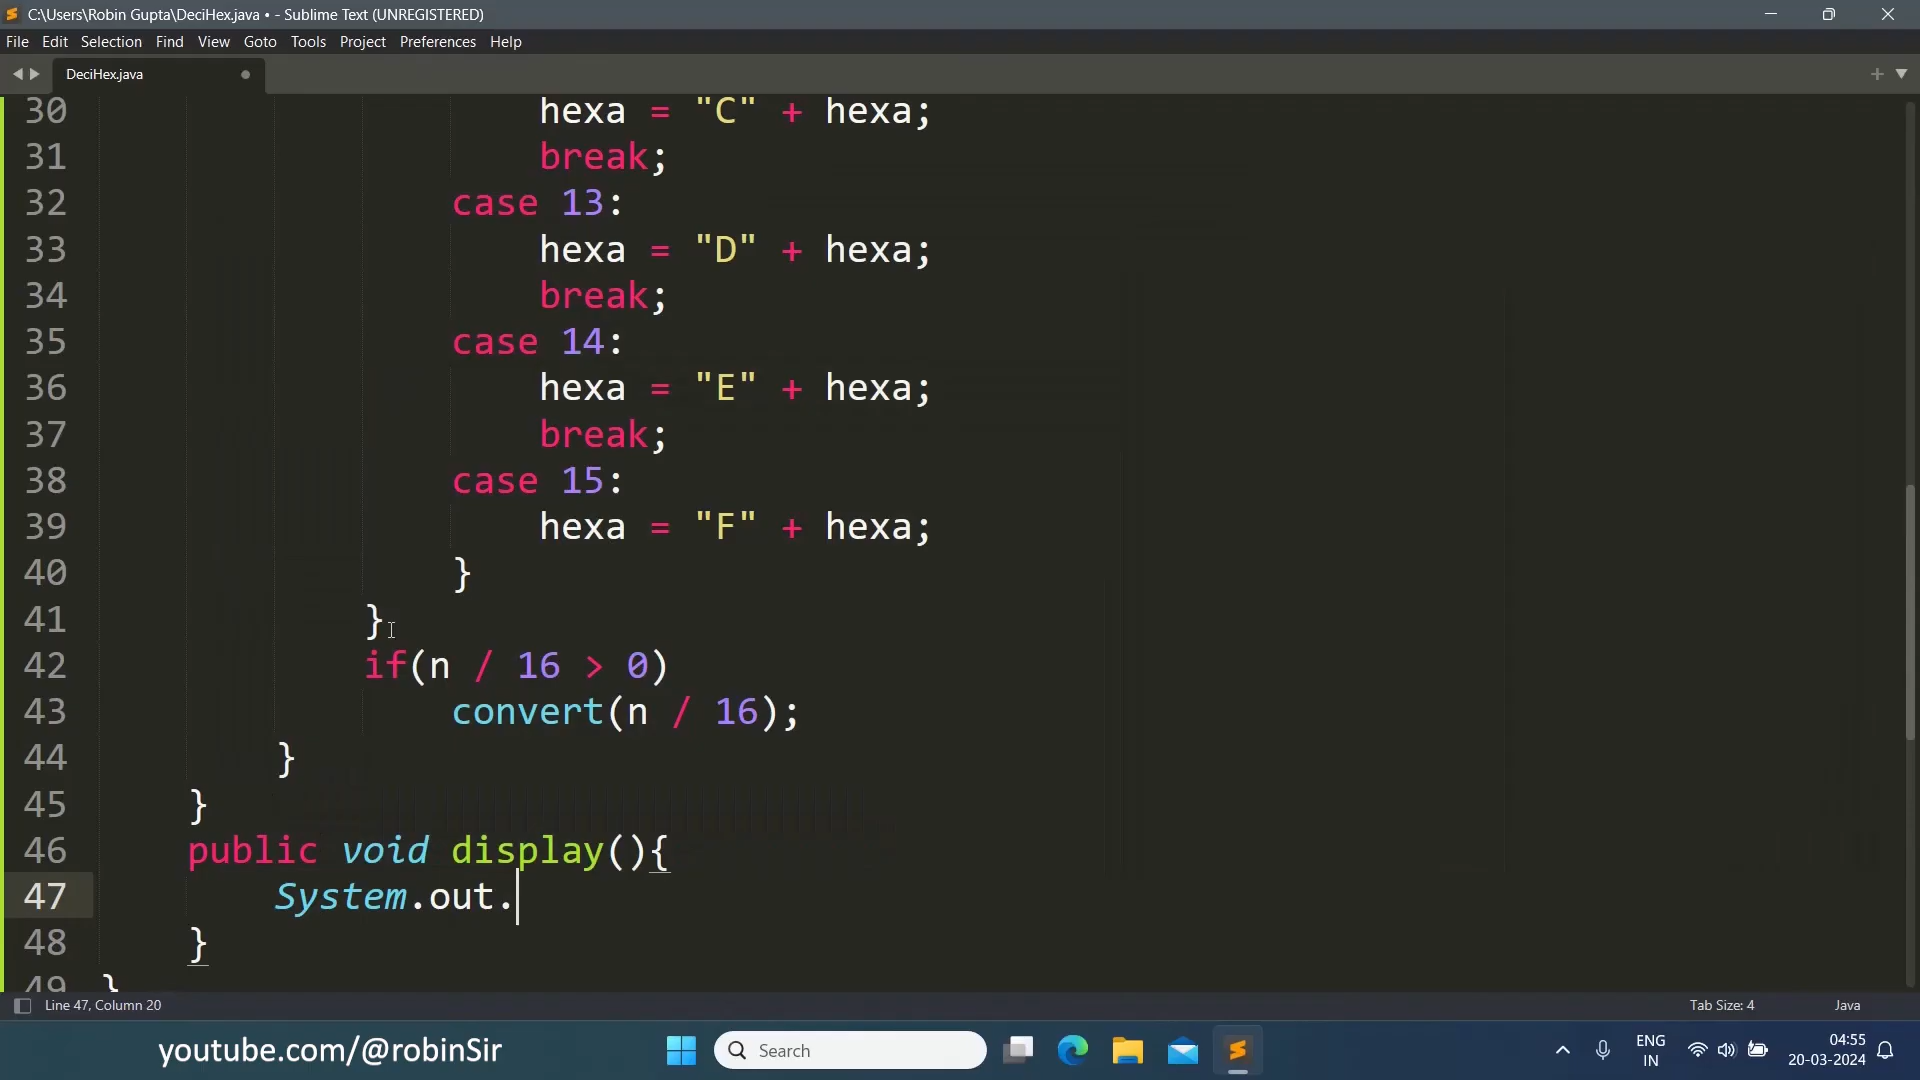 C:\Users\Robin Gupta\DeciHex.java • - Sublime Text (UNREGISTERED)
File Edit Selection Find View Goto Tools Project Preferences Help
DeciHex.java
30 hexa = "C" + hexa;
31 break;
32 case 13:
33 hexa = "D" + hexa;
34 break;
35 case 14:
36 hexa = "E" + hexa;
37 break;
38 case 15:
39 hexa = "F" + hexa;
40 }
41 }
42 if(n / 16 > 0)
43 convert(n / 16);
44 }
45 }
46 public void display(){
47 System.out.
48 }
49 }
Line 47, Column 20 Tab Size: 4 Java
youtube.com/@robinSir Search ENG 04:55
IN 20-03-2024